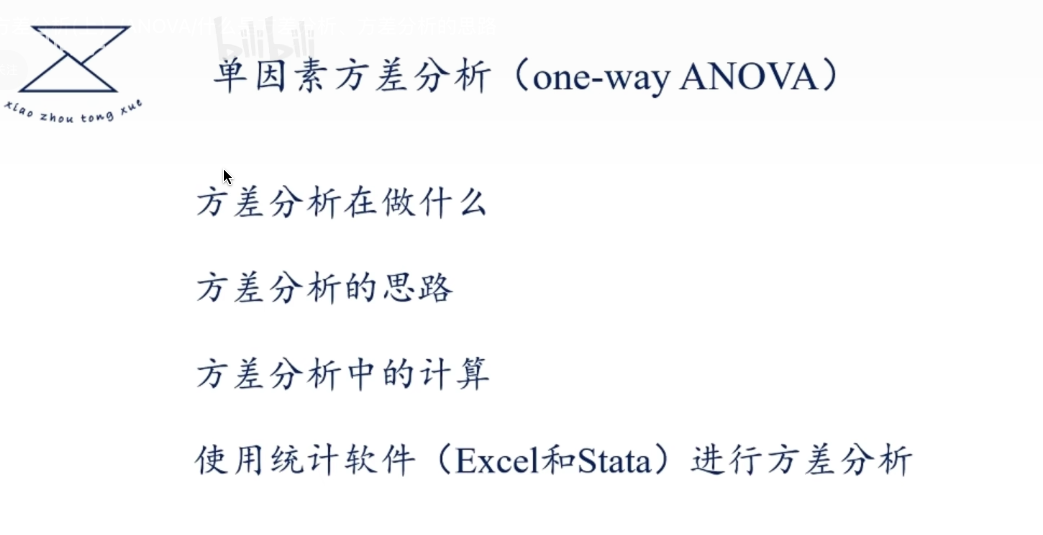 bilibili
单因素方差分析（one-way ANOVA）
xiao zhou tong xue
方差分析在做什么
方差分析的思路
方差分析中的计算
使用统计软件（Excel和Stata）进行方差分析